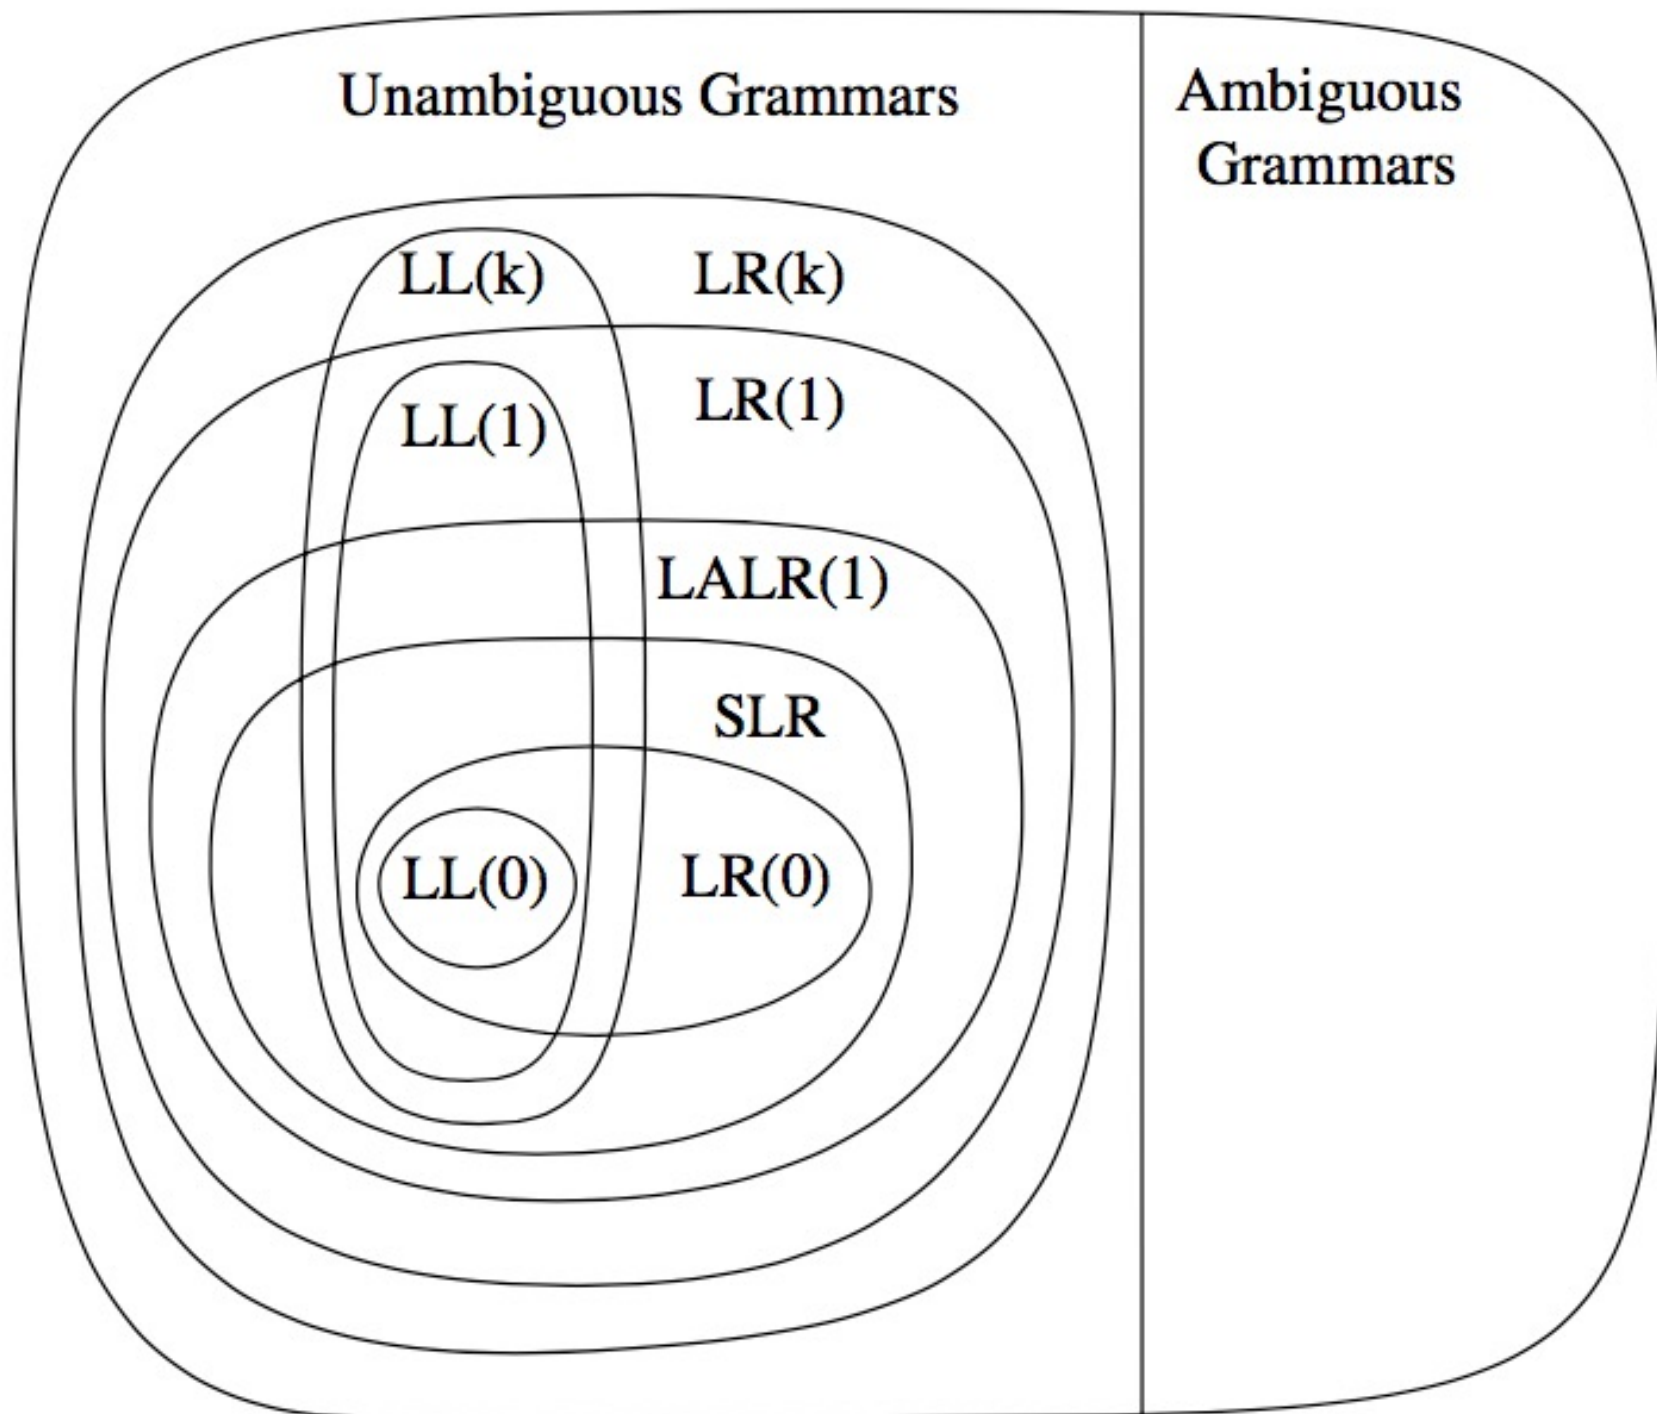 Unambiguous Grammars
Ambiguous
Grammars
LL(k)
LR(k)
LL(1)
LR(1)
LALR(1)
SLR
LL(0)
LR(0)